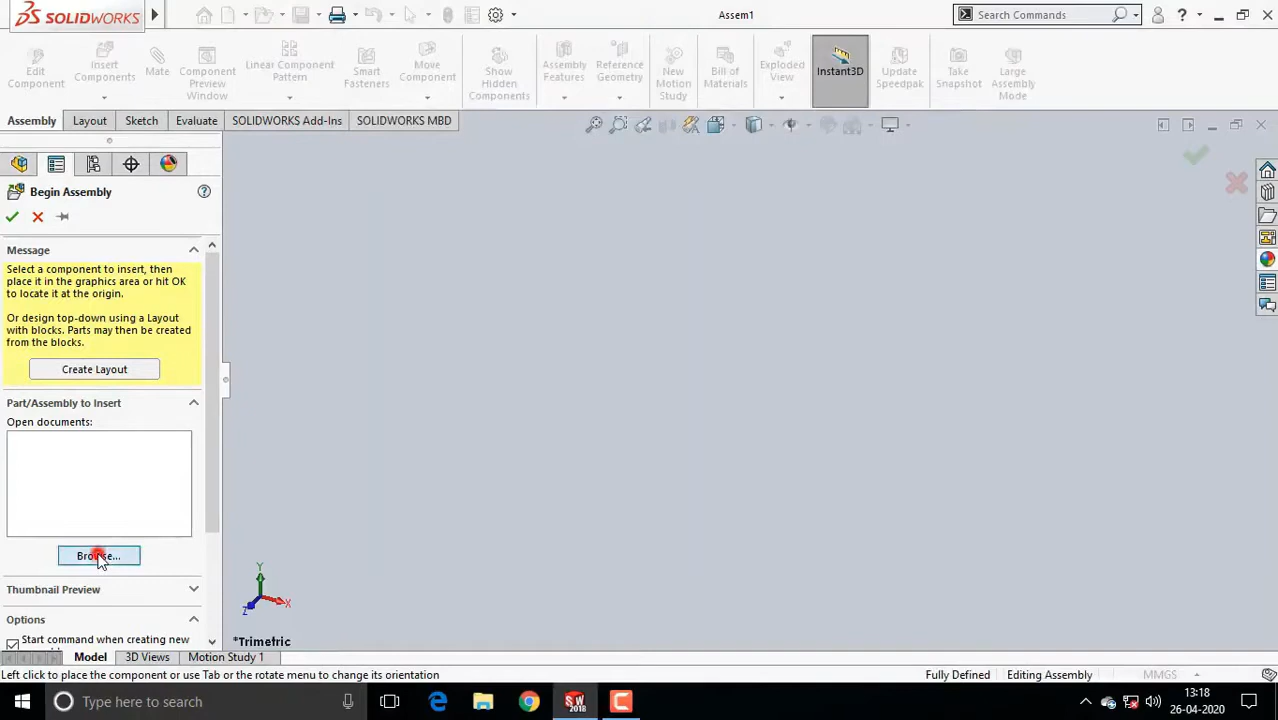 SOLIDWORKS
Assem1
Search Commands
?
Edit Component
Insert Components
Mate
Component Preview Window
Linear Component Pattern
Smart Fasteners
Move Component
Show Hidden Components
Assembly Features
Reference Geometry
New Motion Study
Bill of Materials
Exploded View
Instant3D
Update Speedpak
Take Snapshot
Large Assembly Mode
Assembly
Layout
Sketch
Evaluate
SOLIDWORKS Add-Ins
SOLIDWORKS MBD
Begin Assembly
?
Message
Select a component to insert, then
place it in the graphics area or hit OK
to locate it at the origin.
Or design top-down using a Layout
with blocks. Parts may then be created
from the blocks.
Create Layout
Part/Assembly to Insert
Open documents:
Browse...
Thumbnail Preview
Options
Start command when creating new
Y
X
Z
*Trimetric
Model
3D Views
Motion Study 1
Left click to place the component or use Tab or the rotate menu to change its orientation
Fully Defined
Editing Assembly
MMGS
Type here to search
SW
2018
13:18
26-04-2020